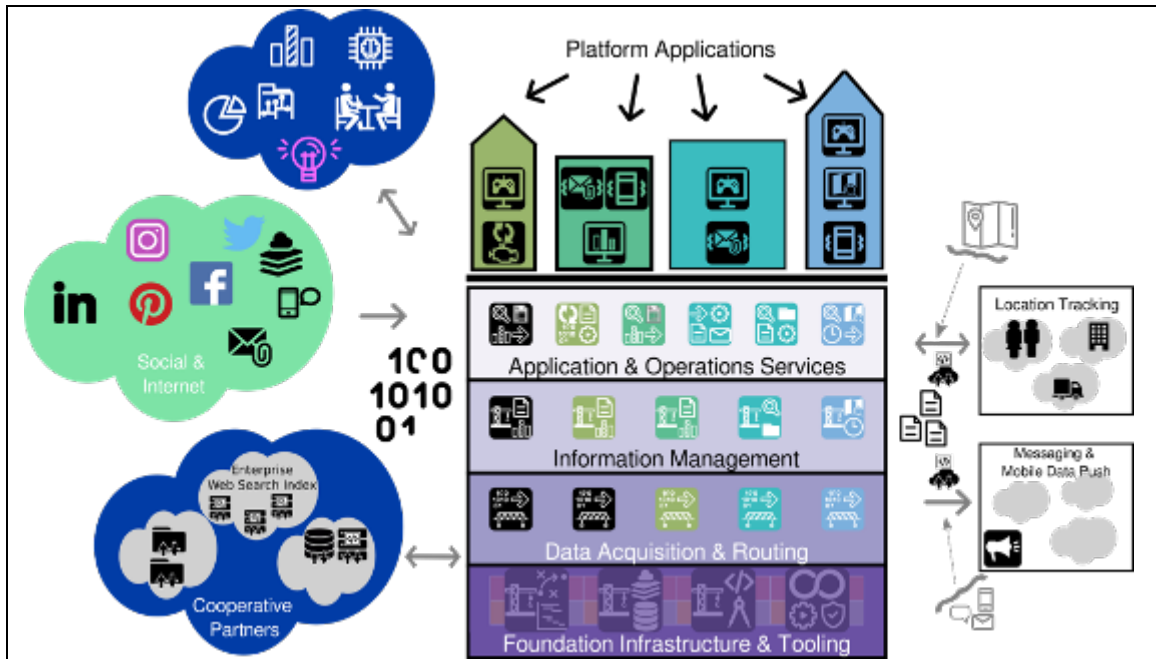 Platform Applications
Social &
Internet
100
1010
01
Enterprise
Web Search Index
Cooperative
Partners
Application & Operations Services
Information Management
Data Acquisition & Routing
Foundation Infrastructure & Tooling
Location Tracking
Messaging &
Mobile Data Push
in